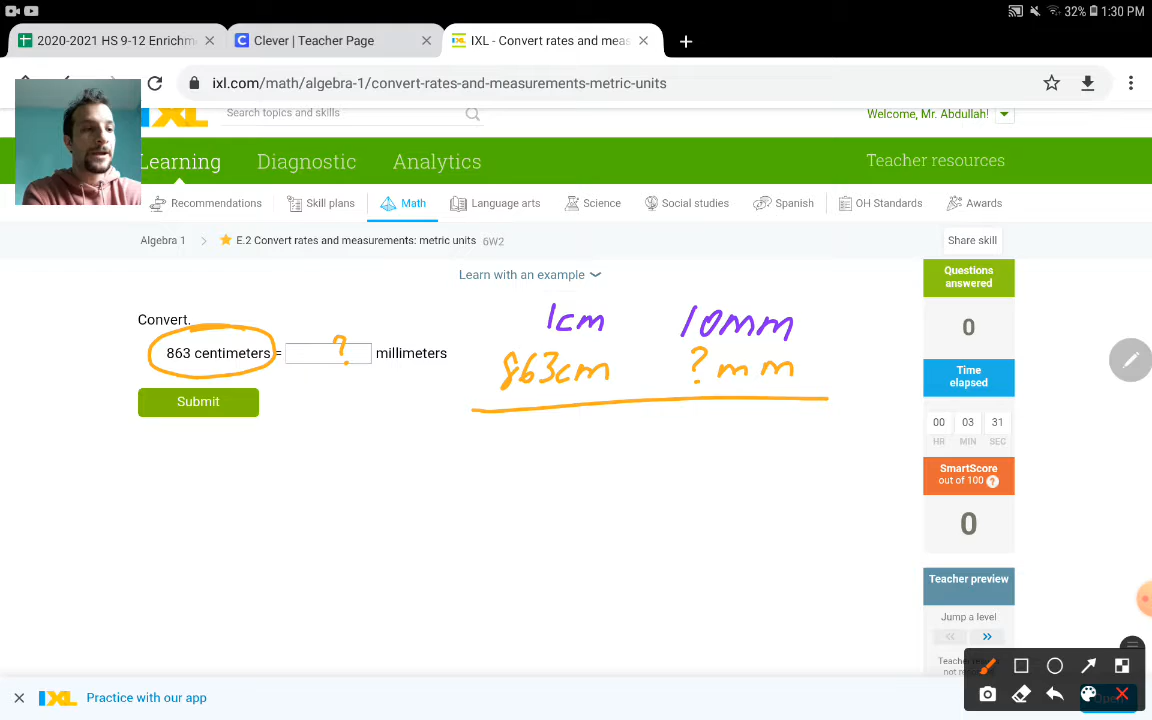 32% 1:30 PM
2020-2021 HS 9-12 Enrichm
Clever | Teacher Page
IXL - Convert rates and meas
ixl.com/math/algebra-1/convert-rates-and-measurements-metric-units
IXL
Search topics and skills
Welcome, Mr. Abdullah!
Learning Diagnostic Analytics Teacher resources
Recommendations Skill plans Math Language arts Science Social studies Spanish OH Standards Awards
Algebra 1 > E.2 Convert rates and measurements: metric units 6W2
Share skill
Learn with an example
Convert.
863 centimeters = ? millimeters
Submit
1cm 10mm
863cm ?mm
Questions answered
0
Time elapsed
00 03 31
HR MIN SEC
SmartScore
out of 100 ?
0
Teacher preview
Jump a level
<< >>
IXL Practice with our app